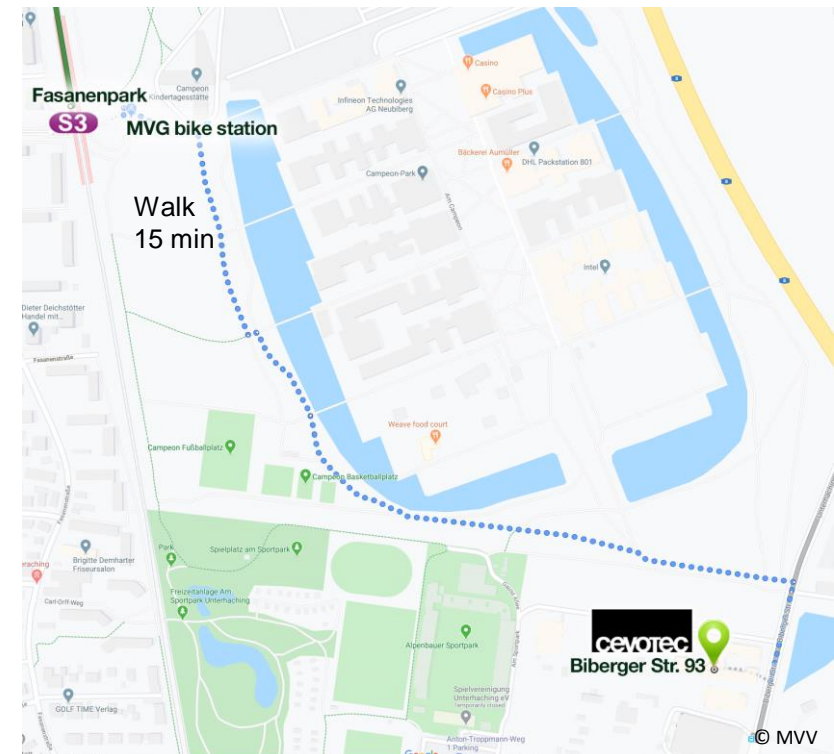 Fasanenpark
S3
MVG bike station
Campeon
Kindertagesstätte
Infineon Technologies
AG Neubiberg
Casino
Casino Plus
Bäckerei Aumüller
DHL Packstation 801
Campeon-Park
Am Campeon
Intel
Walk
15 min
Dieter Deichstötter
Handel mit...
Fasanenstraße
Fasanenstraße
Weave food court
Campeon Fußballplatz
Campeon Basketballplatz
Brigitte Demharter
Friseursalon
Park
Spielplatz am Sportpark
Freizeitanlage Am
Sportpark Unterhaching
Carl-Orff-Weg
Alpenbauer Sportpark
Am Sportpark
cevotec
Biberger Str. 93
GOLF TIME Verlag
Spielvereinigung
Unterhaching eV
Temporarily closed
Anton-Troppmann-Weg
1 Parking
© MVV